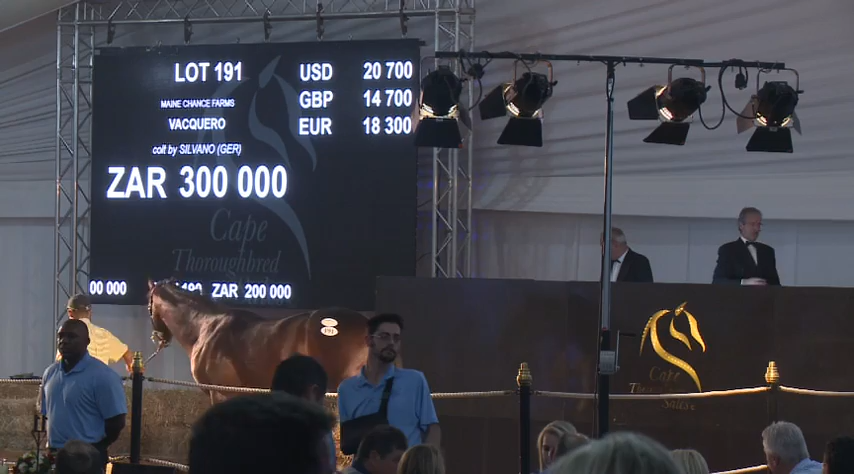 LOT 191
MAINE CHANCE FARMS
VACQUERO
colt by SILVANO (GER)
USD 20 700
GBP 14 700
EUR 18 300
ZAR 300 000
Cape
Thoroughbred
00 000 190 ZAR 200 000
191
Cape
Thoroughbred
Sales